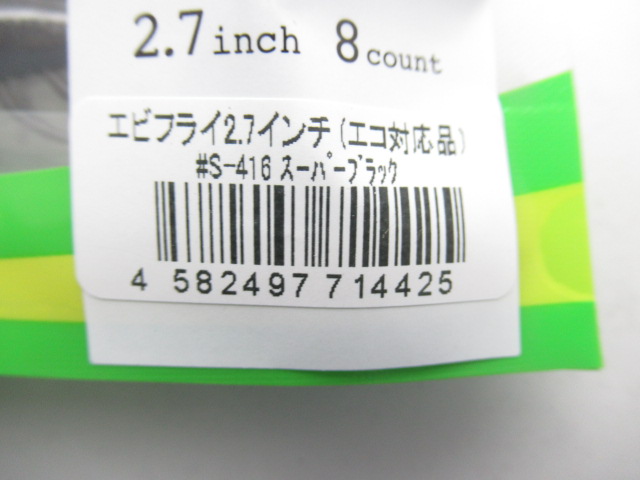 2.7inch 8count
エビフライ2.7インチ(エコ対応品)
#S-416 スーパーブラック
4 582497 714425